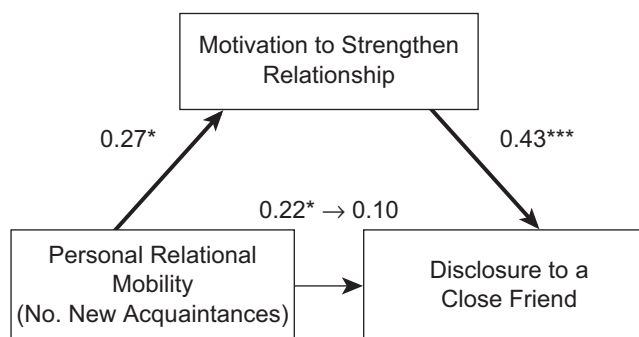 Motivation to Strengthen
Relationship
0.27*
0.43***
0.22* → 0.10
Personal Relational
Mobility
(No. New Acquaintances)
Disclosure to a
Close Friend